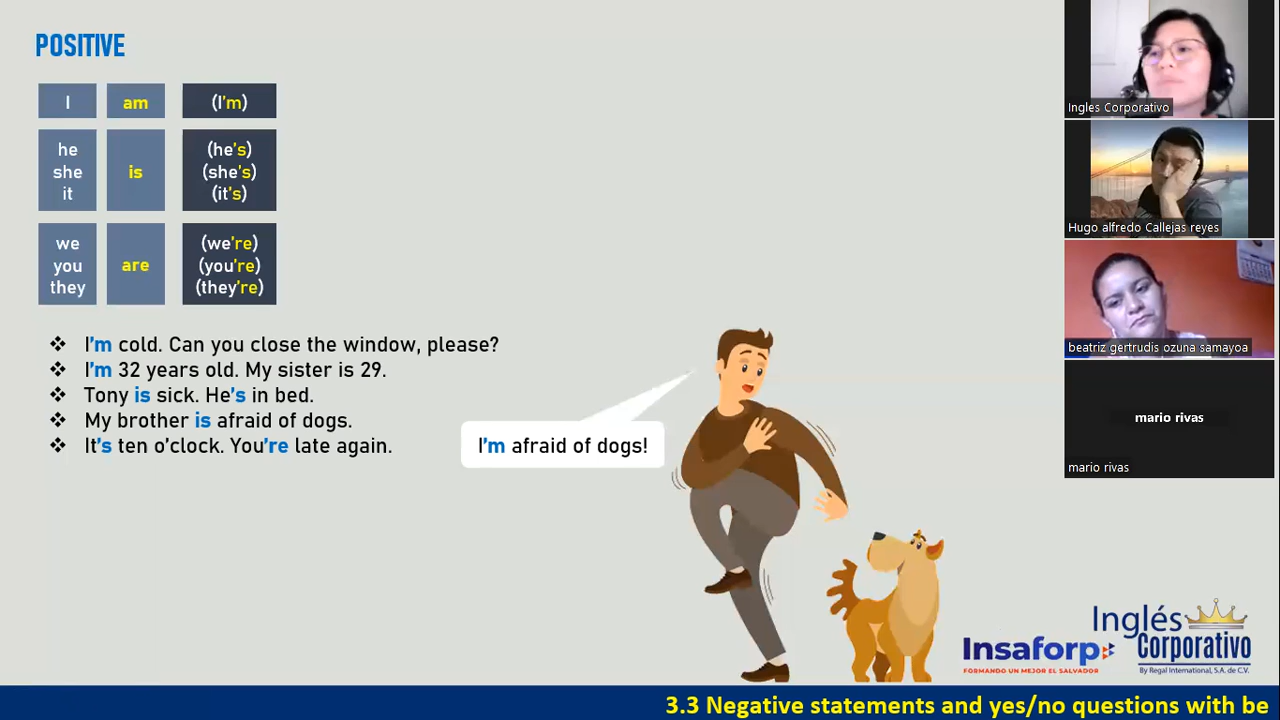 POSITIVE
I am (I'm)
he (he's)
she is (she's)
it (it's)
we (we're)
you are (you're)
they (they're)
❖ I'm cold. Can you close the window, please?
❖ I'm 32 years old. My sister is 29.
❖ Tony is sick. He's in bed.
❖ My brother is afraid of dogs.
❖ It's ten o'clock. You're late again.
I'm afraid of dogs!
Ingles Corporativo
Hugo alfredo Callejas reyes
beatriz gertrudis ozuna samayoa
mario rivas
mario rivas
Insaforp
FORMANDO UN MEJOR EL SALVADOR
Inglés
Corporativo
By Regal International, S.A. de C.V.
3.3 Negative statements and yes/no questions with be